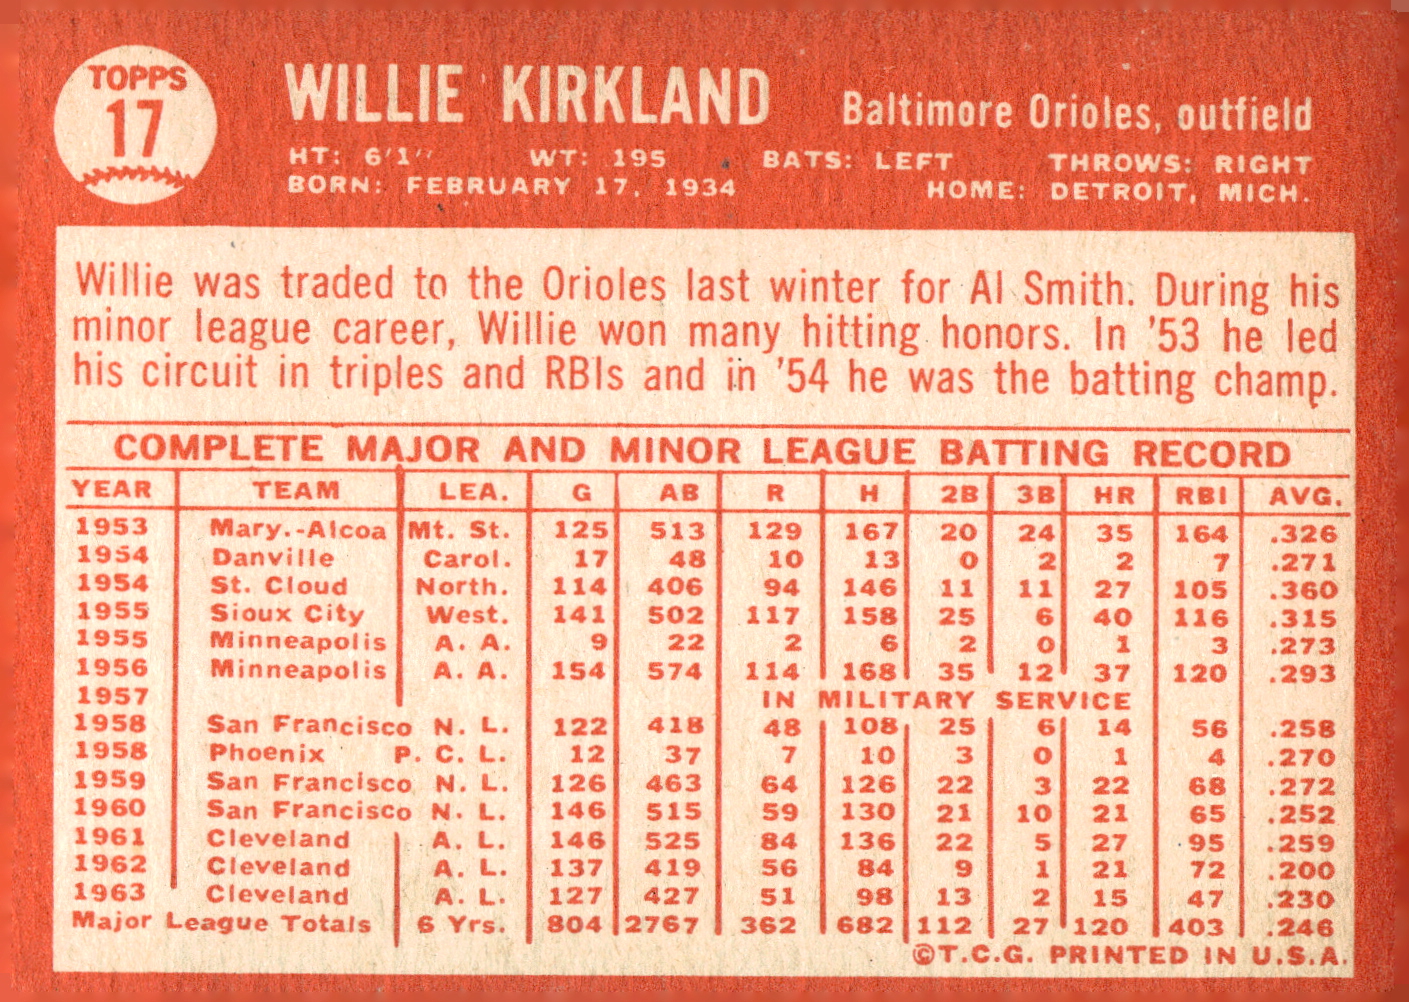 TOPPS
17
WILLIE KIRKLAND
Baltimore Orioles, outfield
HT: 6'1" WT: 195 BATS: LEFT THROWS: RIGHT
BORN: FEBRUARY 17, 1934 HOME: DETROIT, MICH.
Willie was traded to the Orioles last winter for Al Smith. During his
minor league career, Willie won many hitting honors. In '53 he led
his circuit in triples and RBIs and in '54 he was the batting champ.
COMPLETE MAJOR AND MINOR LEAGUE BATTING RECORD
YEAR TEAM LEA. G AB R H 2B 3B HR RBI AVG.
1953 Mary.-Alcoa Mt. St. 125 513 129 167 20 24 35 164 .326
1954 Danville Carol. 17 48 10 13 0 2 2 7 .271
1954 St. Cloud North. 114 406 94 146 11 11 27 105 .360
1955 Sioux City West. 141 502 117 158 25 6 40 116 .315
1955 Minneapolis A. A. 9 22 2 6 2 0 1 3 .273
1956 Minneapolis A. A. 154 574 114 168 35 12 37 120 .293
1957 IN MILITARY SERVICE
1958 San Francisco N. L. 122 418 48 108 25 6 14 56 .258
1958 Phoenix P. C. L. 12 37 7 10 3 0 1 4 .270
1959 San Francisco N. L. 126 463 64 126 22 3 22 68 .272
1960 San Francisco N. L. 146 515 59 130 21 10 21 65 .252
1961 Cleveland A. L. 146 525 84 136 22 5 27 95 .259
1962 Cleveland A. L. 137 419 56 84 9 1 21 72 .200
1963 Cleveland A. L. 127 427 51 98 13 2 15 47 .230
Major League Totals 6 Yrs. 804 2767 362 682 112 27 120 403 .246
©T.C.G. PRINTED IN U.S.A.